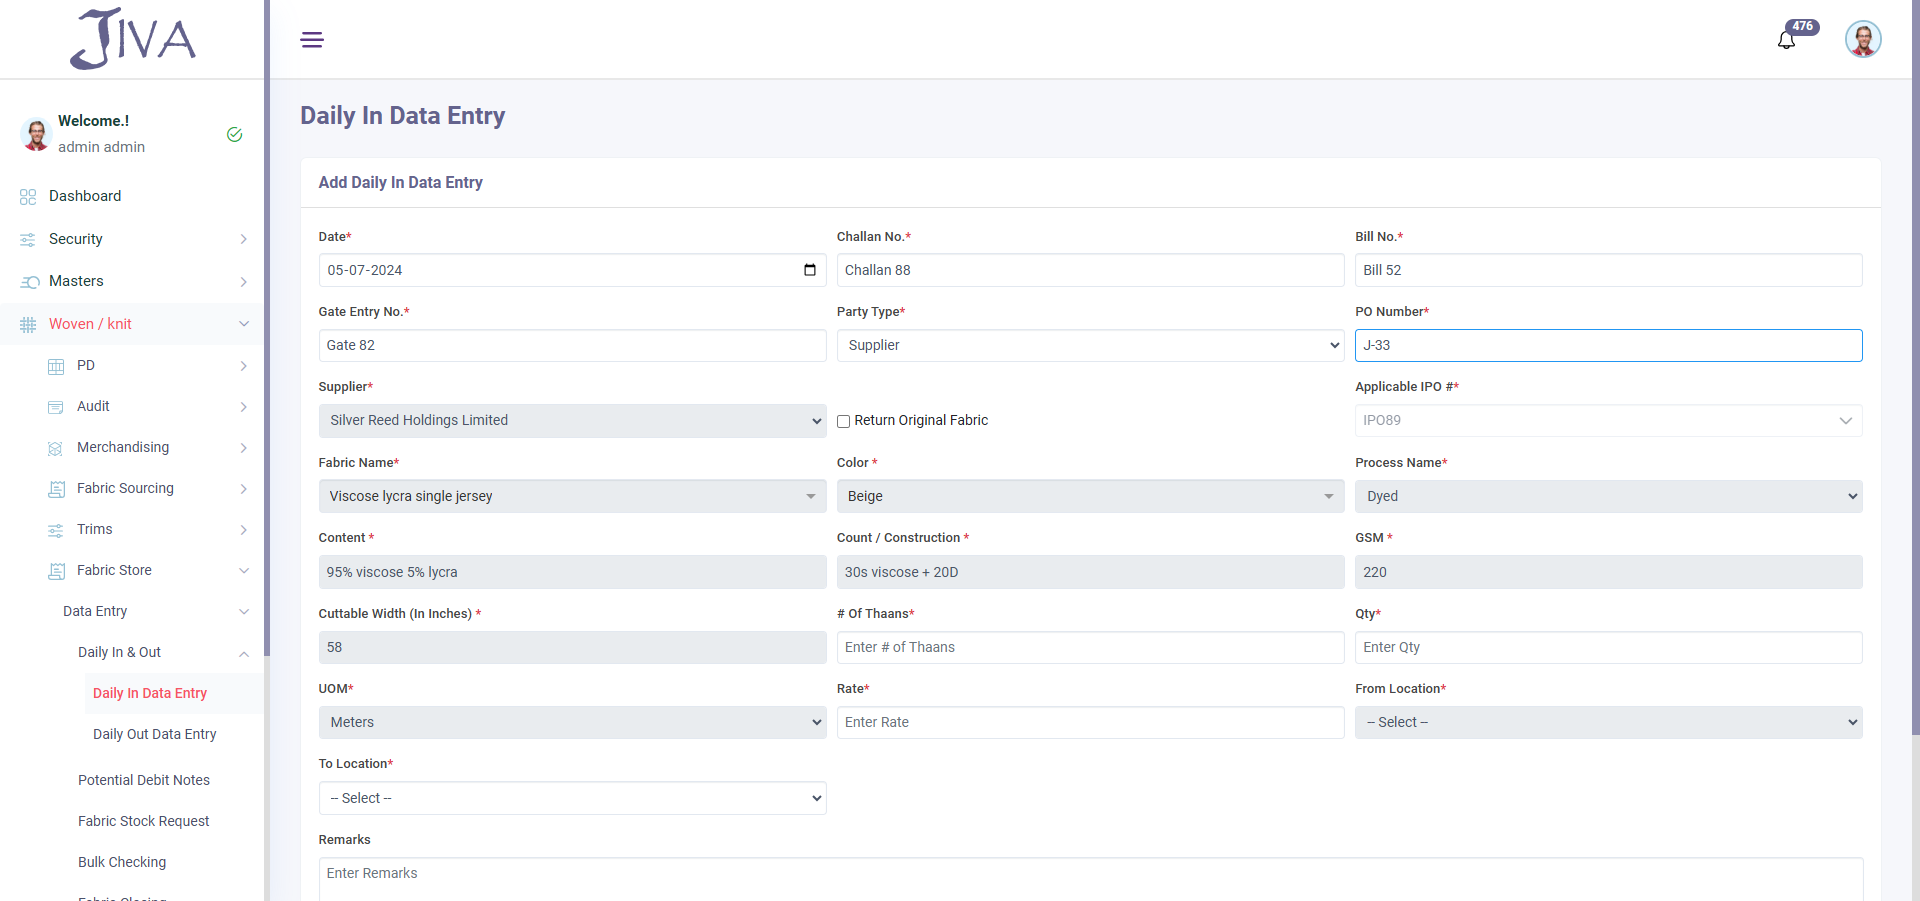 JIVA
476
Welcome.!
admin admin
Dashboard
Security
Masters
Woven / knit
PD
Audit
Merchandising
Fabric Sourcing
Trims
Fabric Store
Data Entry
Daily In & Out
Daily In Data Entry
Daily Out Data Entry
Potential Debit Notes
Fabric Stock Request
Bulk Checking
Fabric Closing
Daily In Data Entry
Add Daily In Data Entry
Date* Challan No.* Bill No.*
05-07-2024 Challan 88 Bill 52
Gate Entry No.* Party Type* PO Number*
Gate 82 Supplier J-33
Supplier* Applicable IPO #*
Silver Reed Holdings Limited Return Original Fabric IPO89
Fabric Name* Color * Process Name*
Viscose lycra single jersey Beige Dyed
Content * Count / Construction * GSM *
95% viscose 5% lycra 30s viscose + 20D 220
Cuttable Width (In Inches) * # Of Thaans* Qty*
58 Enter # of Thaans Enter Qty
UOM* Rate* From Location*
Meters Enter Rate -- Select --
To Location*
-- Select --
Remarks
Enter Remarks